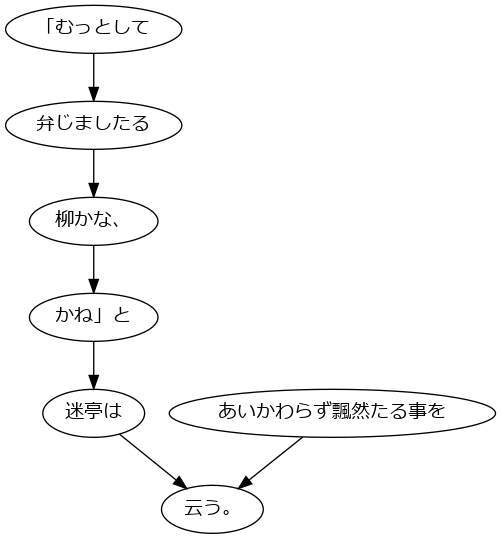 「むっとして
弁じましたる
柳かな、
かね」と
迷亭は
あいかわらず飄然たる事を
云う。